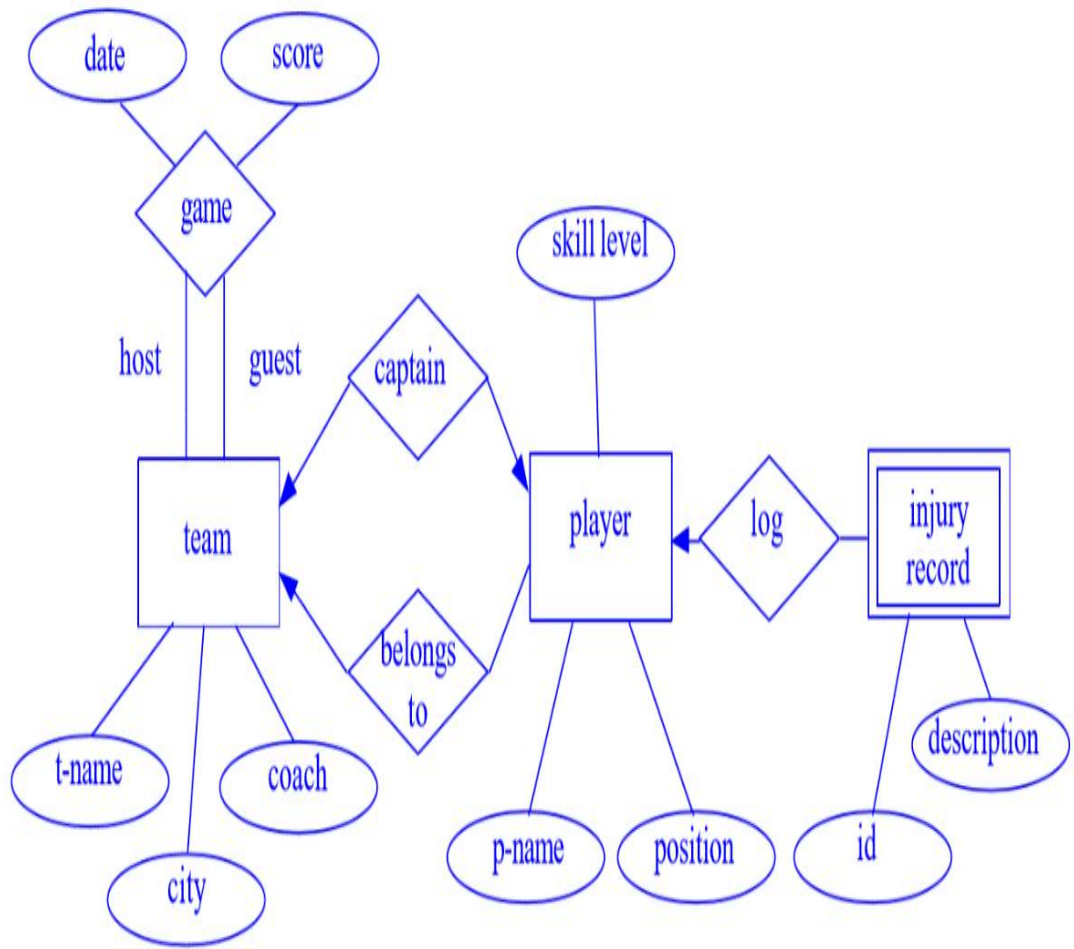 date
score
game
skill level
host
guest
captain
team
player
log
injury
record
belongs
to
t-name
coach
city
p-name
position
id
description